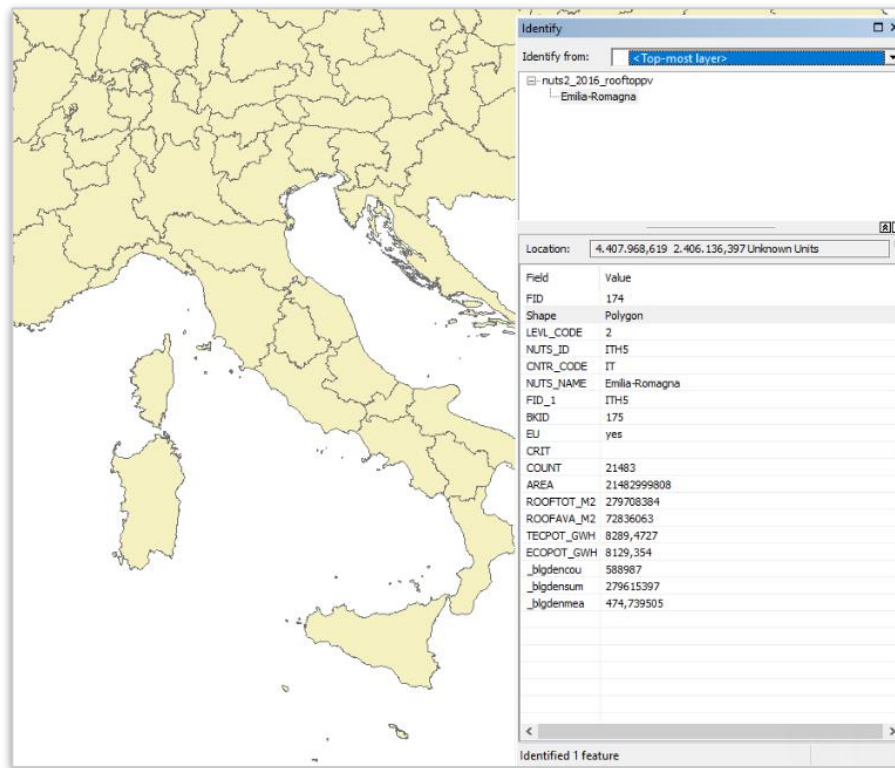 Identify
Identify from: <Top-most layer>
nuts2_2016_rooftoppv
Emilia-Romagna
Location: 4.407.968,619 2.406.136,397 Unknown Units
Field Value
FID 174
Shape Polygon
LEVL_CODE 2
NUTS_ID ITH5
CNTR_CODE IT
NUTS_NAME Emilia-Romagna
FID_1 ITH5
BKID 175
EU yes
CRIT
COUNT 21483
AREA 21482999808
ROOFTOT_M2 279708384
ROOFAVA_M2 72836063
TECPOT_GWH 8289,4727
ECOPOT_GWH 8129,354
_blgdencou 588987
_blgdensum 279615397
_blgdenmea 474,739505
Identified 1 feature